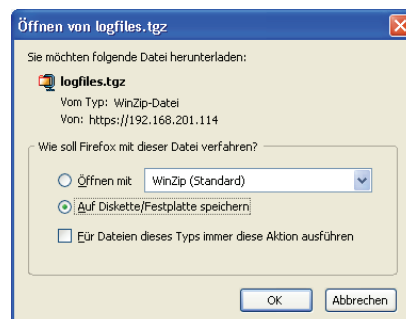 Öffnen von logfiles.tgz
Sie möchten folgende Datei herunterladen:
logfiles.tgz
Vom Typ: WinZip-Datei
Von: https://192.168.201.114
Wie soll Firefox mit dieser Datei verfahren?
Öffnen mit WinZip (Standard)
Auf Diskette/Festplatte speichern
Für Dateien dieses Typs immer diese Aktion ausführen
OK Abbrechen